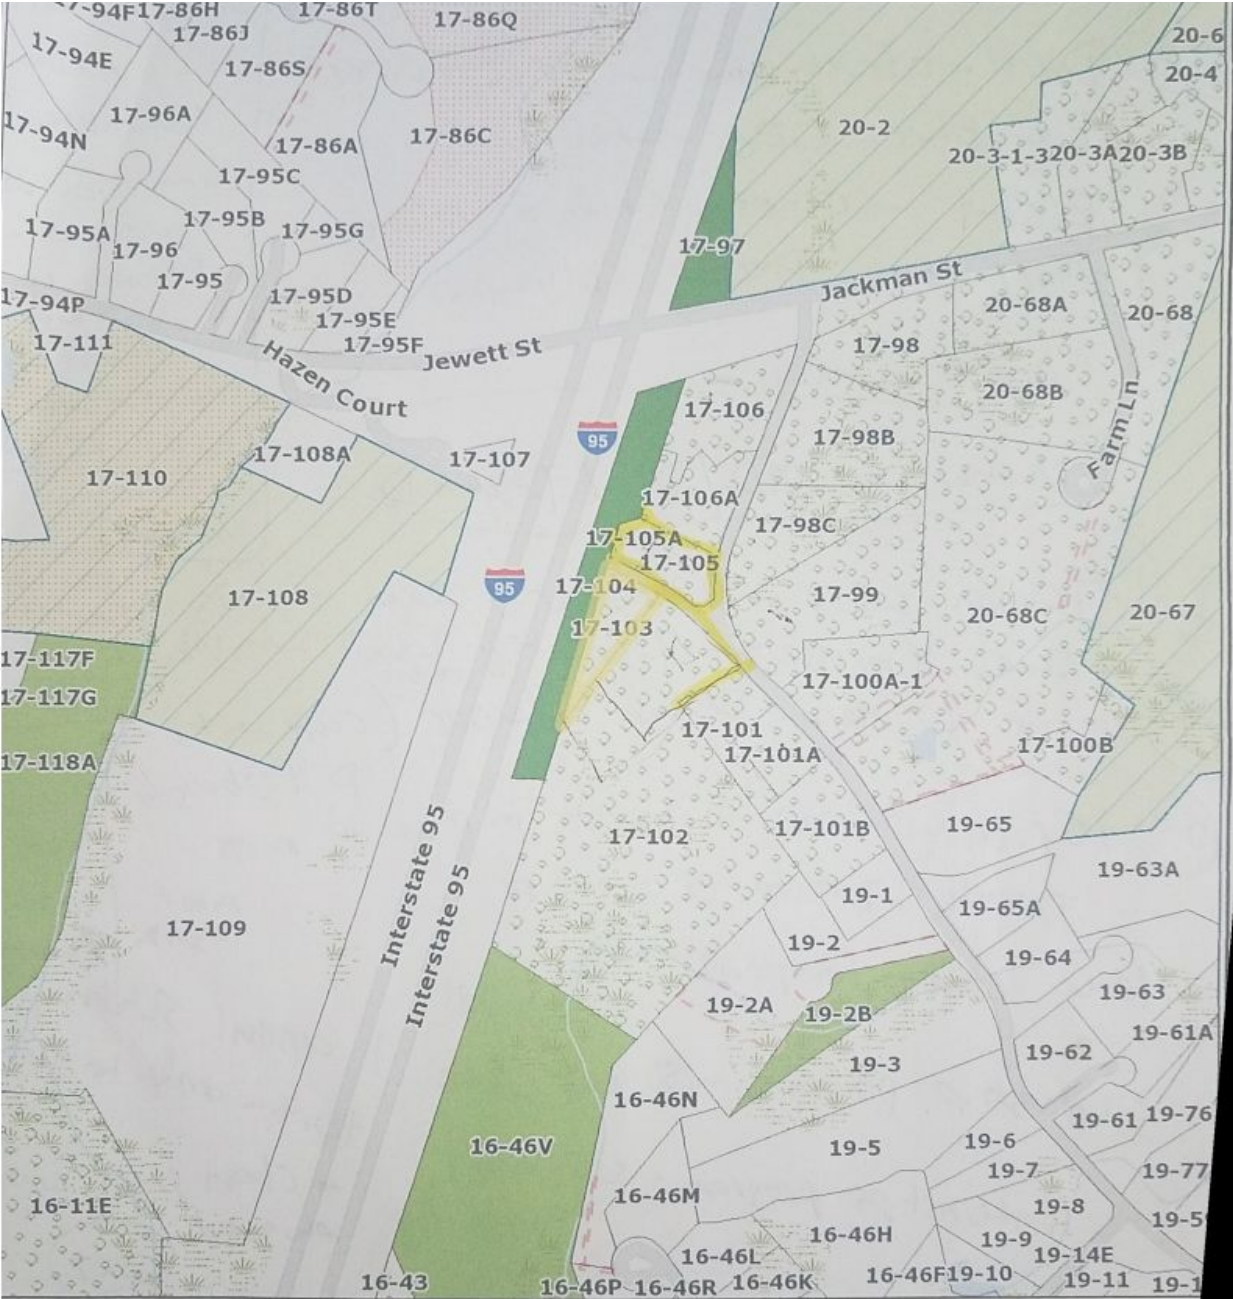 17-94F
17-86H
17-86T
17-86Q
17-86J
17-94E
17-86S
20-6
20-4
17-96A
17-94N
17-86A
17-86C
20-2
20-3-1-3
20-3A
20-3B
17-95C
17-95B
17-95G
17-95A
17-96
17-97
17-95
17-95D
17-94P
17-95E
Jackman St
20-68A
20-68
17-111
17-95F
Jewett St
17-98
Hazen Court
20-68B
17-106
Farm Ln
17-98B
95
17-108A
17-107
17-110
17-106A
17-98C
17-105A
17-105
17-104
95
17-108
17-99
17-103
20-68C
20-67
17-117F
17-100A-1
17-117G
17-101
17-101A
17-100B
17-118A
17-102
17-101B
19-65
19-63A
Interstate 95
Interstate 95
19-1
19-65A
17-109
19-2
19-64
19-63
19-2A
19-2B
19-61A
19-62
19-3
16-46N
19-61
19-76
16-46V
19-5
19-6
19-7
19-77
16-46M
16-11E
19-8
16-46H
19-9
16-46L
19-14E
16-43
16-46P
16-46R
16-46K
16-46F
19-10
19-11